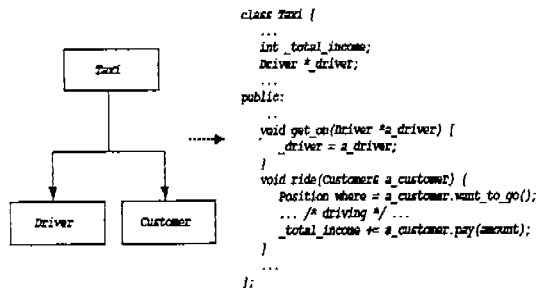 Taxi
Driver
Customer
class Taxi {
...
int _total_income;
Driver *_driver;
...
public:
..
void get_on(Driver *a_driver) {
_driver = a_driver;
}
void ride(Customer& a_customer) {
Position where = a_customer.want_to_go();
... /* driving */ ...
_total_income += a_customer.pay(amount);
}
...
};